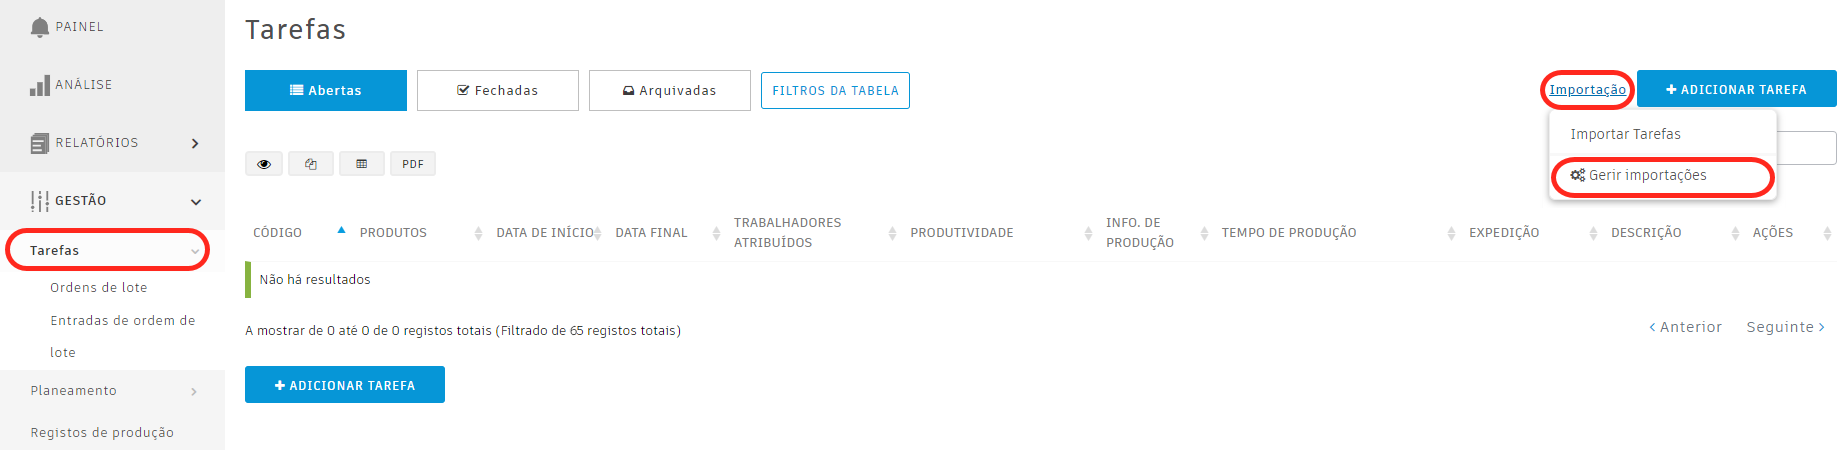 PAINEL
ANÁLISE
RELATÓRIOS
GESTÃO
Tarefas
Ordens de lote
Entradas de ordem de
lote
Planeamento
Registos de produção
Tarefas
Abertas
Fechadas
Arquivadas
FILTROS DA TABELA
Importação
ADICIONAR TAREFA
Importar Tarefas
Gerir importações
PDF
CÓDIGO
PRODUTOS
DATA DE INÍCIO
DATA FINAL
TRABALHADORES
ATRIBUÍDOS
PRODUTIVIDADE
INFO. DE
PRODUÇÃO
TEMPO DE PRODUÇÃO
EXPEDIÇÃO
DESCRIÇÃO
AÇÕES
Não há resultados
A mostrar de 0 até 0 de 0 registos totais (Filtrado de 65 registos totais)
Anterior
Seguinte
ADICIONAR TAREFA